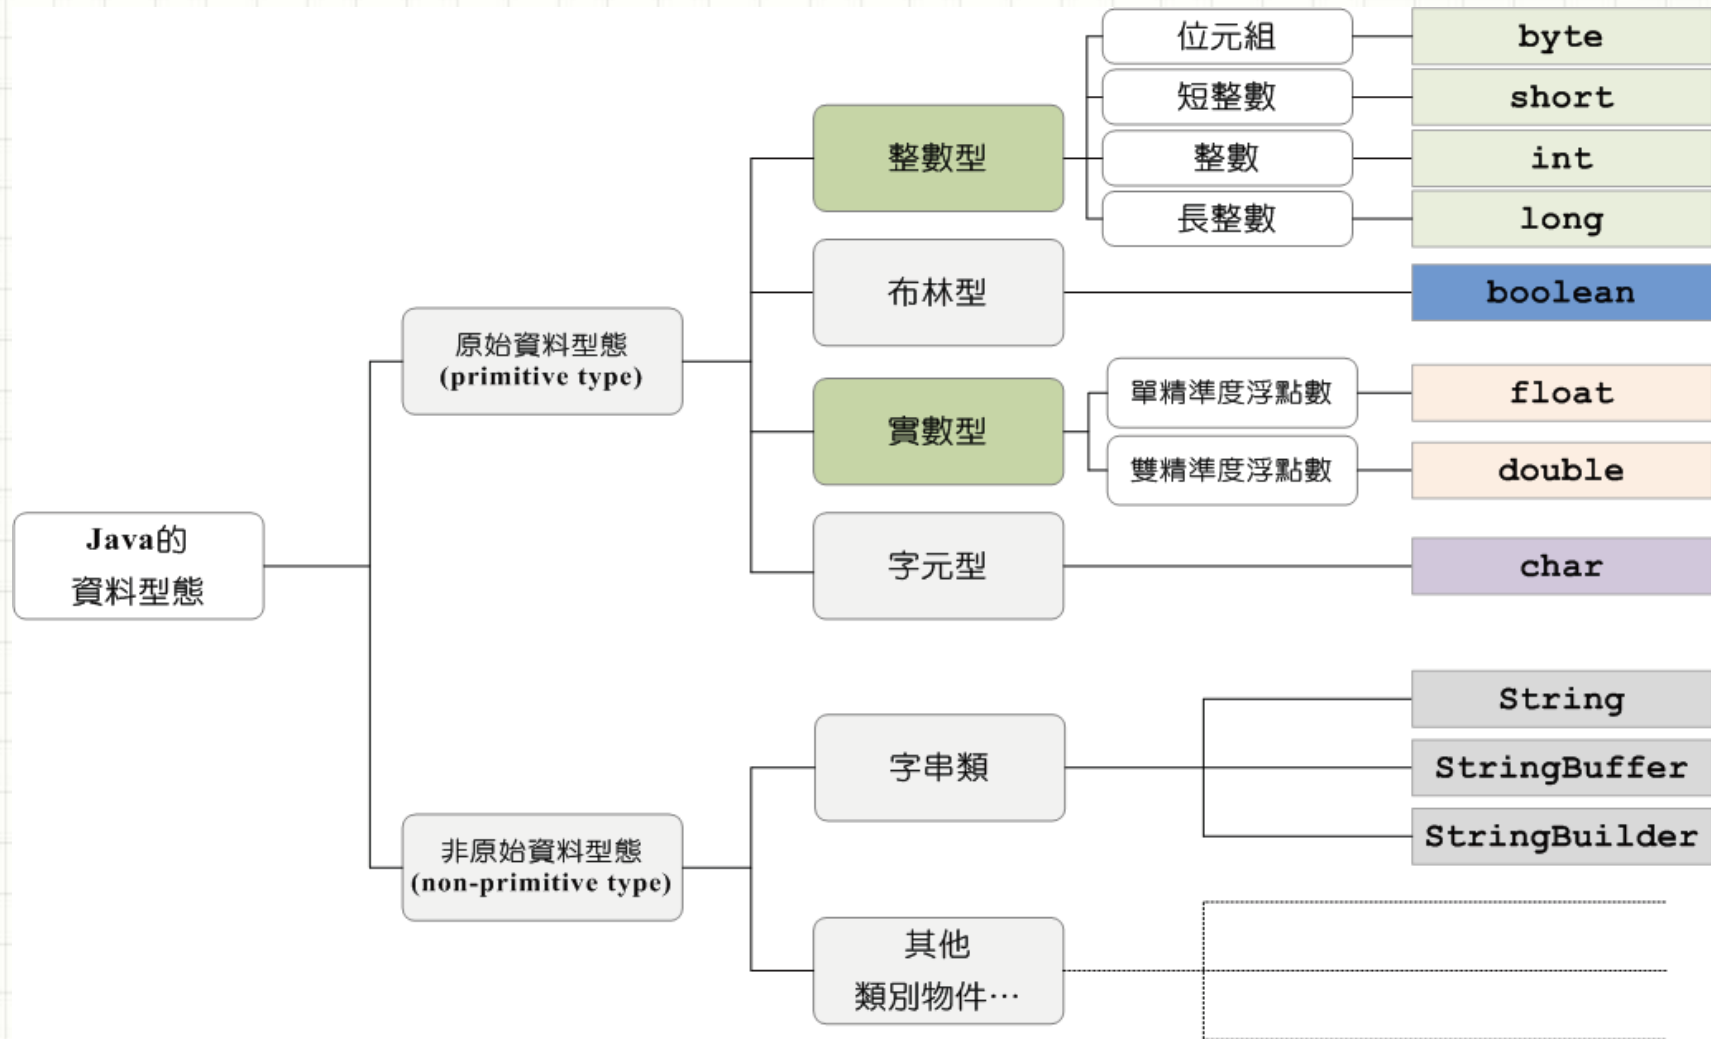 Java的
資料型態
原始資料型態
(primitive type)
整數型
位元組
byte
短整數
short
整數
int
長整數
long
布林型
boolean
實數型
單精準度浮點數
float
雙精準度浮點數
double
字元型
char
非原始資料型態
(non-primitive type)
字串類
String
StringBuffer
StringBuilder
其他
類別物件…